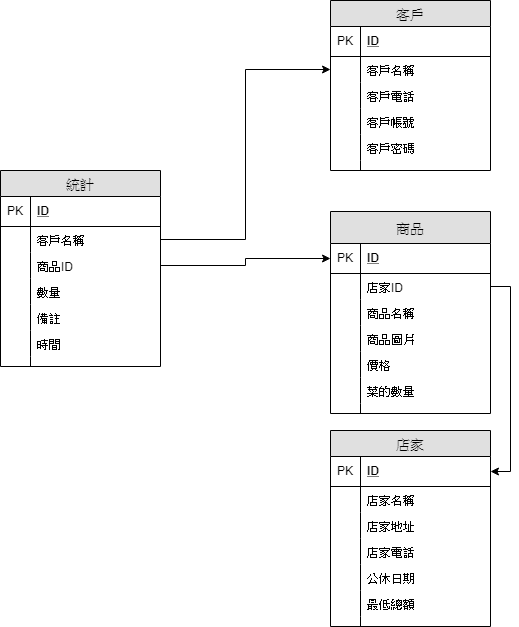 客戶
PK ID
客戶名稱
客戶電話
客戶帳號
客戶密碼
統計
PK ID
客戶名稱
商品ID
數量
備註
時間
商品
PK ID
店家ID
商品名稱
商品圖片
價格
菜的數量
店家
PK ID
店家名稱
店家地址
店家電話
公休日期
最低總額